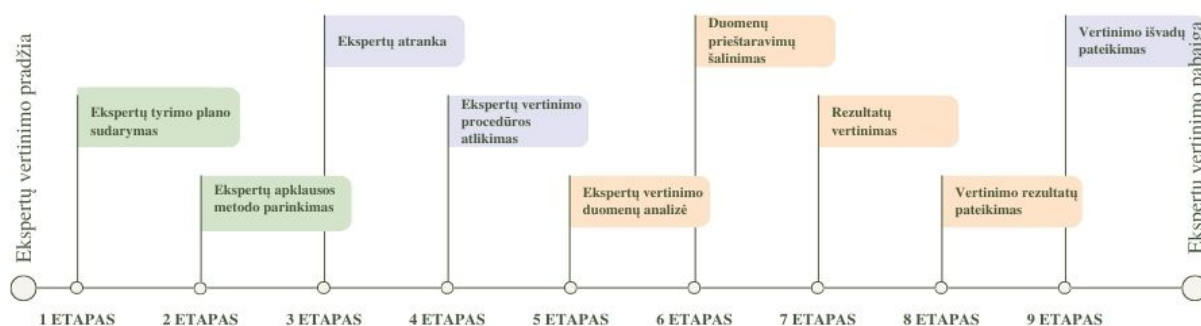 Ekspertų vertinimo pradžia
Ekspertų tyrimo plano
sudarymas
Ekspertų apklausos
metodo parinkimas
Ekspertų atranka
Ekspertų vertinimo
procedūros
atlikimas
Ekspertų vertinimo
duomenų analizė
Duomenų
prieštaravimų
šalinimas
Rezultatų
vertinimas
Vertinimo rezultatų
pateikimas
Vertinimo išvadų
pateikimas
Ekspertų vertinimo pabaiga
1 ETAPAS
2 ETAPAS
3 ETAPAS
4 ETAPAS
5 ETAPAS
6 ETAPAS
7 ETAPAS
8 ETAPAS
9 ETAPAS